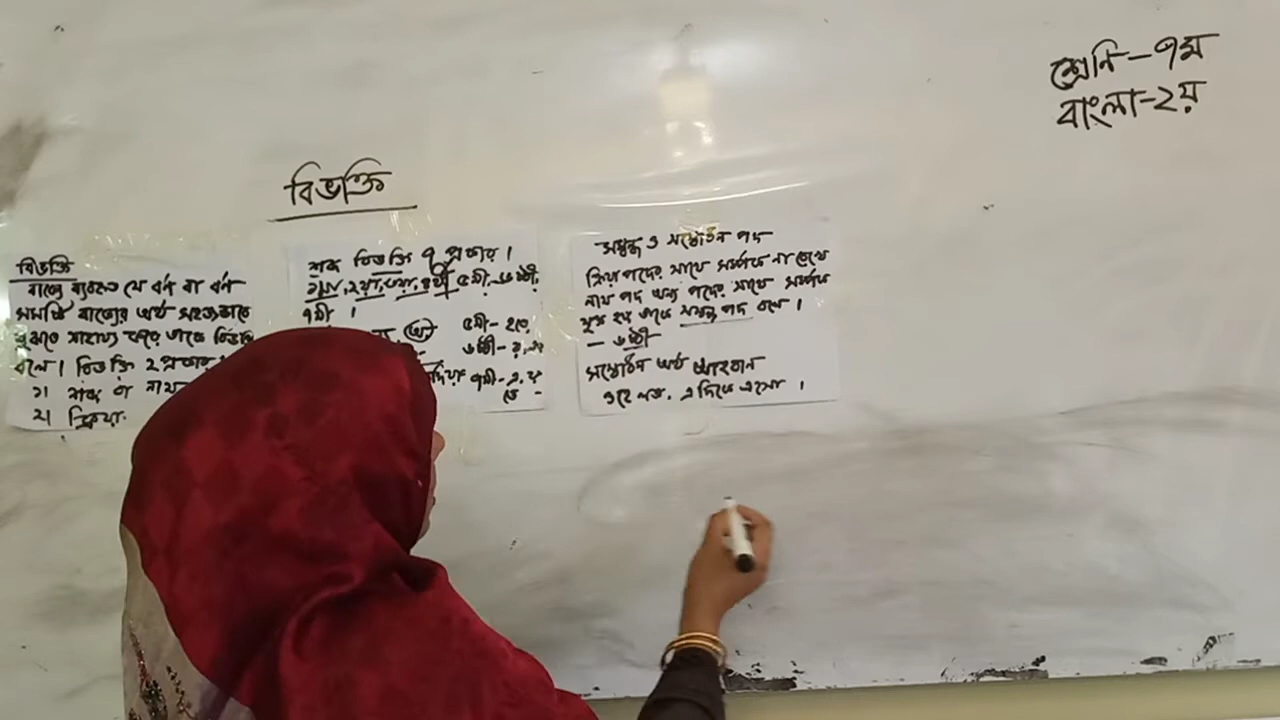 শ্রেণি-৭ম
বাংলা-২য়
বিভক্তি
বিভক্তি
বাক্যে ব্যবহৃত যে বর্ণ বা বর্ণ
সমষ্টি বাক্যের অর্থ সহজভাবে
বুঝতে সাহায্য করে তাকে বিভক্তি
বলে। বিভক্তি ২ প্রকার
১। শব্দ বা নাম
২। ক্রিয়া.
শব্দ বিভক্তি ৭ প্রকার।
১মা, ২য়া, ৩য়া, ৪র্থী ৫মী, ৬ষ্ঠী,
৭মী।
৫মী- হতে
৬ষ্ঠী- র, এর
৭মী- এ, য়
তে -
সম্বন্ধ ও সম্বোধন পদ
ক্রিয়া পদের সাথে সম্পর্ক না রেখে
নাম পদ অন্য পদের সাথে সম্পর্ক
যুক্ত হয় তাকে সম্বন্ধ পদ বলে।
- ৬ষ্ঠী
সম্বোধন অর্থ আহবান
এদিকে এসো।